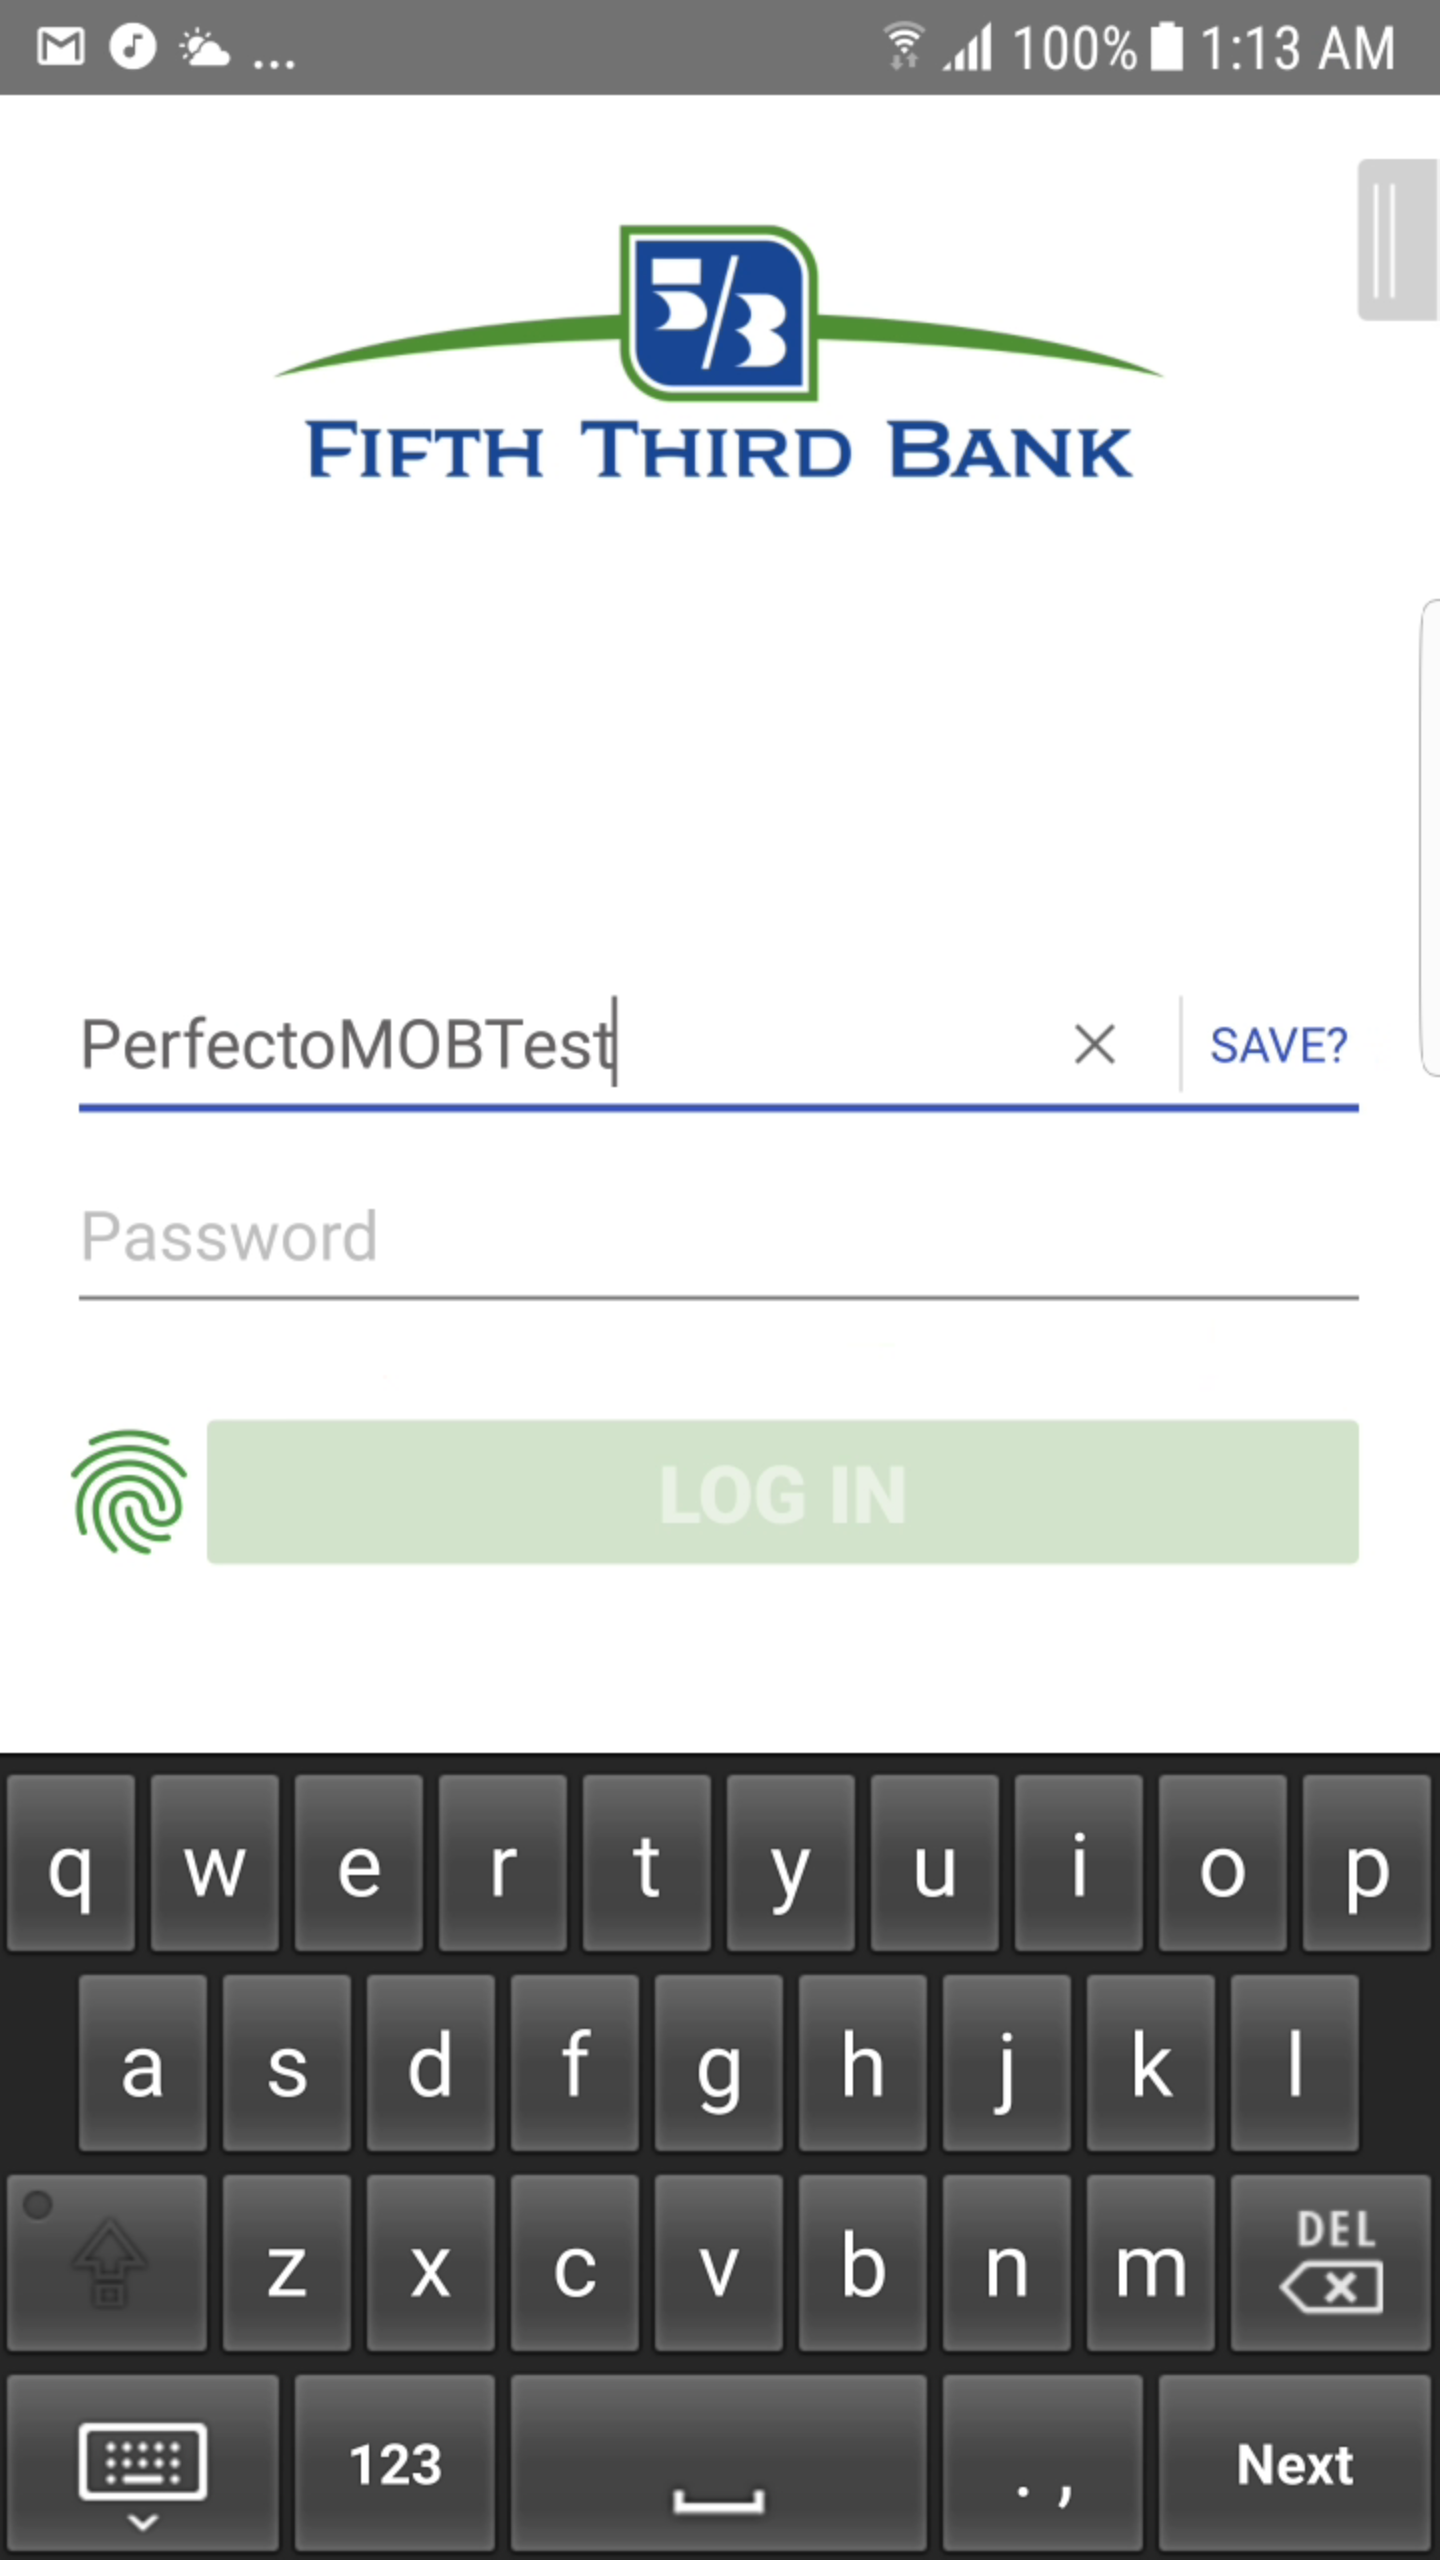 ... 100% 1:13 AM
5/3
FIFTH THIRD BANK
PerfectoMOBTest SAVE?
Password
LOG IN
q w e r t y u i o p
a s d f g h j k l
z x c v b n m DEL
123 . , Next